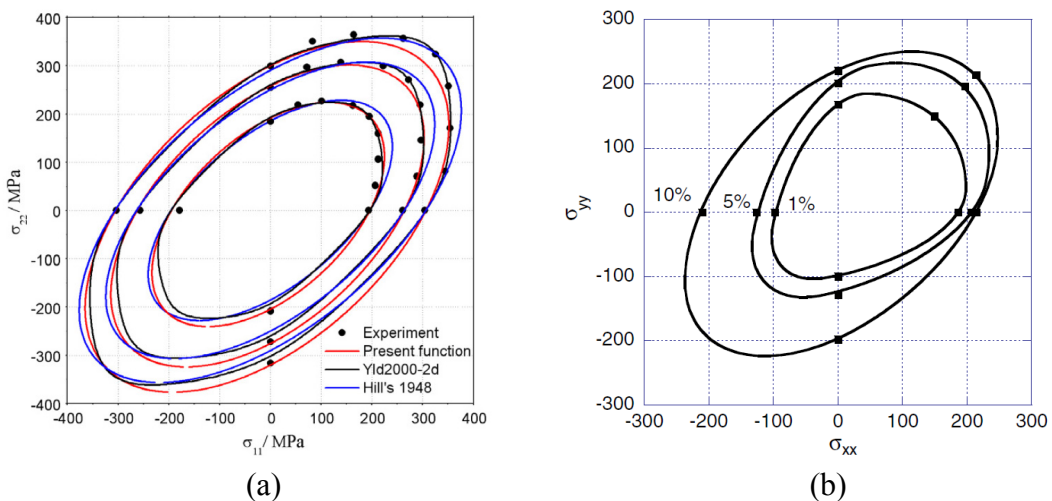 400
300
200
100
0
-100
-200
-300
-400
-400 -300 -200 -100 0 100 200 300 400
σ22/ MPa
σ11/ MPa
Experiment
Present function
Yld2000-2d
Hill's 1948
(a)
300
200
100
0
-100
-200
-300
-300 -200 -100 0 100 200 300
σyy
σxx
10% 5% 1%
(b)